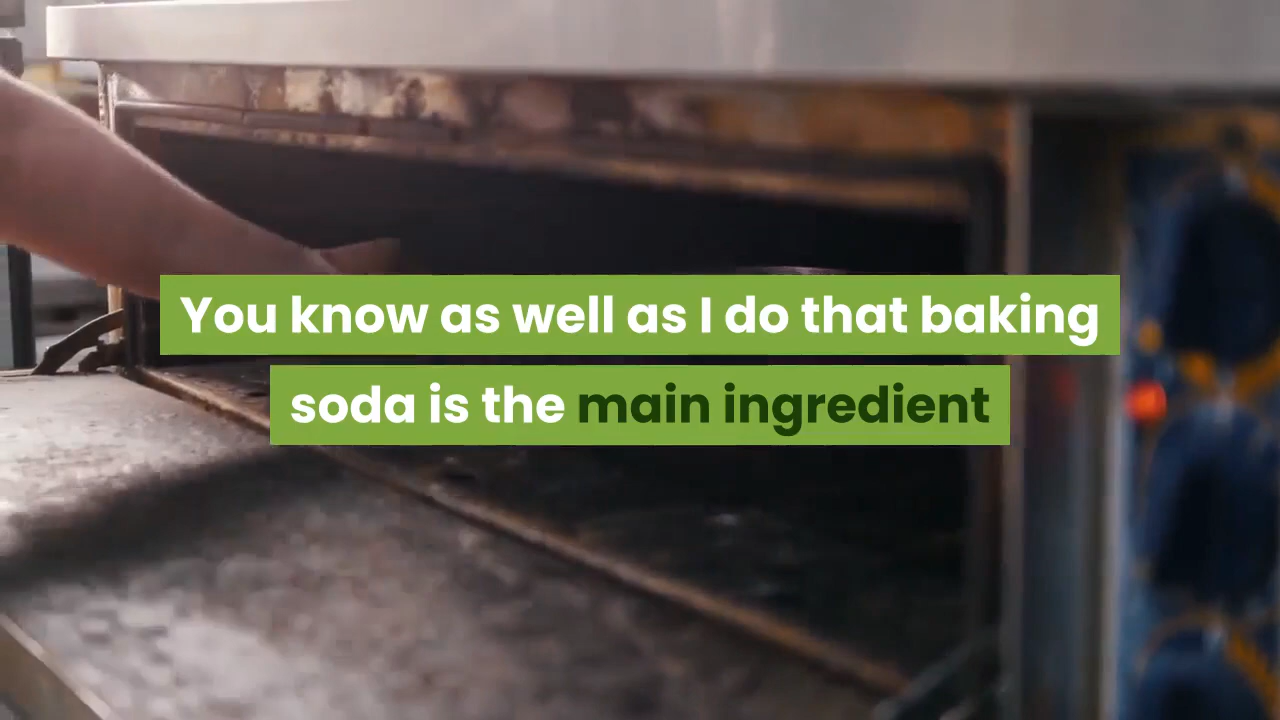 You know as well as I do that baking
soda is the main ingredient